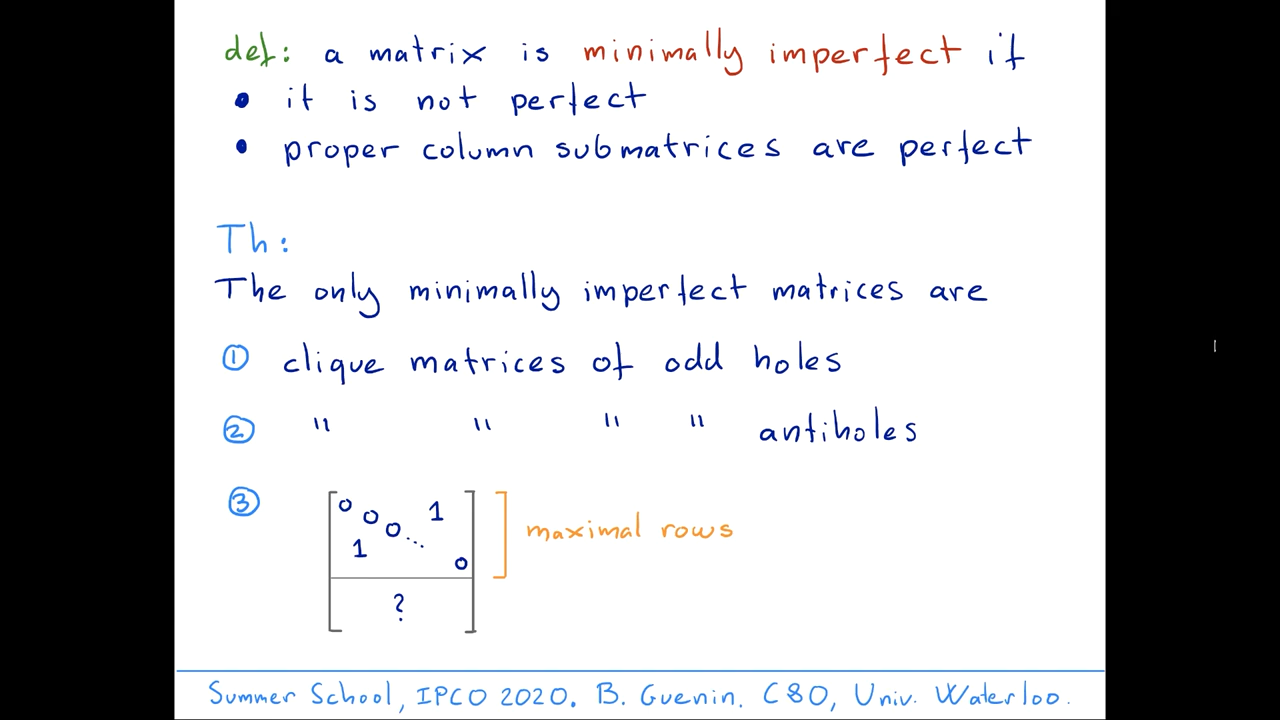 def: a matrix is minimally imperfect if
• it is not perfect
• proper column submatrices are perfect
Th:
The only minimally imperfect matrices are
① clique matrices of odd holes
② " " " " antiholes
③
0 0 0 ... 0 1 1
maximal rows
?
Summer School, IPCO 2020. B. Guenin. C&O, Univ. Waterloo.